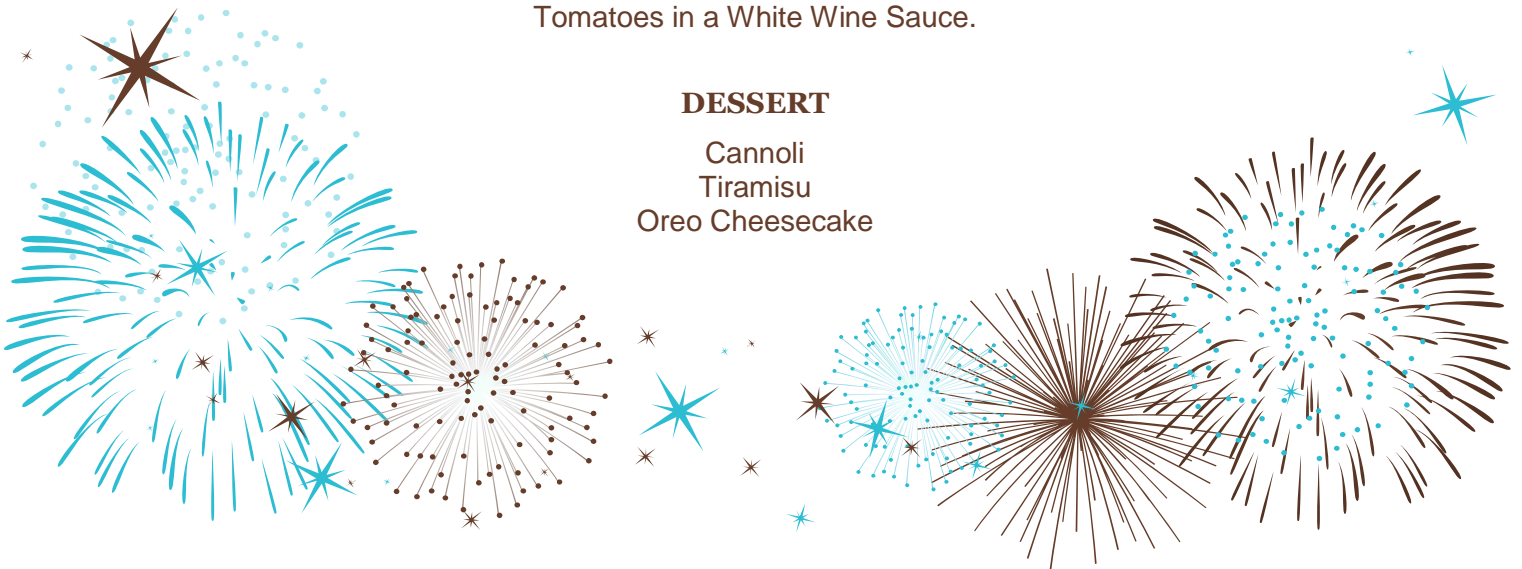 Tomatoes in a White Wine Sauce.
DESSERT
Cannoli
Tiramisu
Oreo Cheesecake